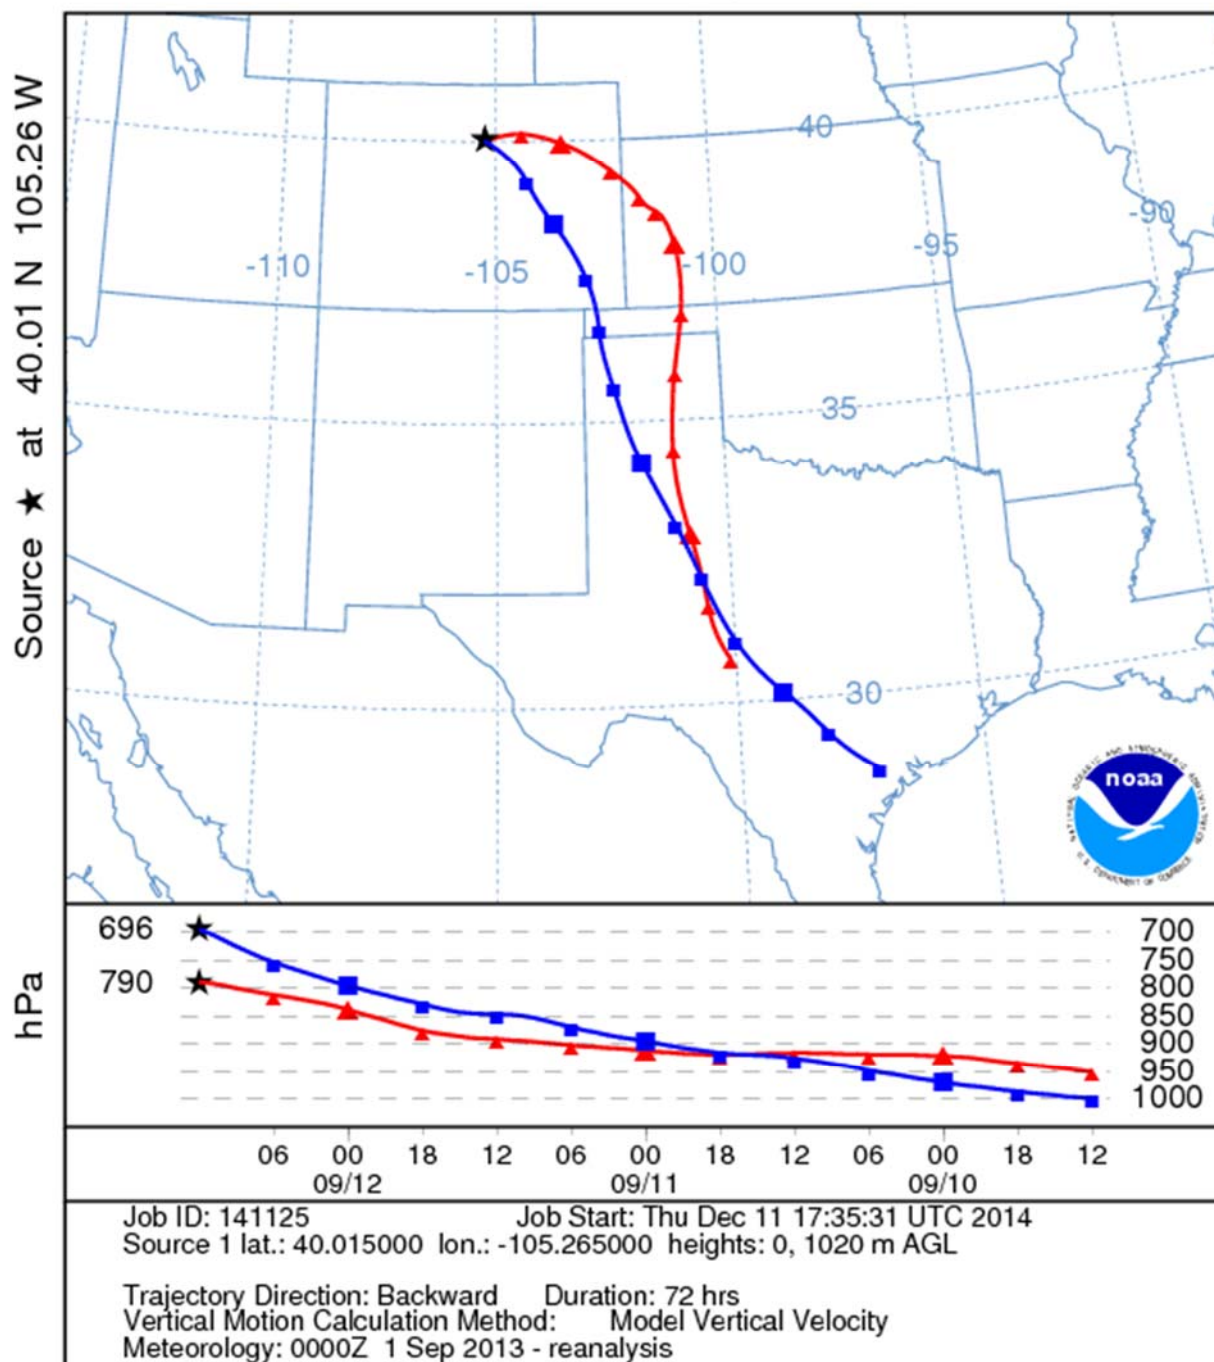 Source ★ at 40.01 N 105.26 W
40
-90
-95
-110
-105
-100
35
30
noaa
696
700
750
790
800
850
900
950
1000
hPa
06 00 18 12 06 00 18 12 06 00 18 12
09/12 09/11 09/10
Job ID: 141125 Job Start: Thu Dec 11 17:35:31 UTC 2014
Source 1 lat.: 40.015000 lon.: -105.265000 heights: 0, 1020 m AGL
Trajectory Direction: Backward Duration: 72 hrs
Vertical Motion Calculation Method: Model Vertical Velocity
Meteorology: 0000Z 1 Sep 2013 - reanalysis